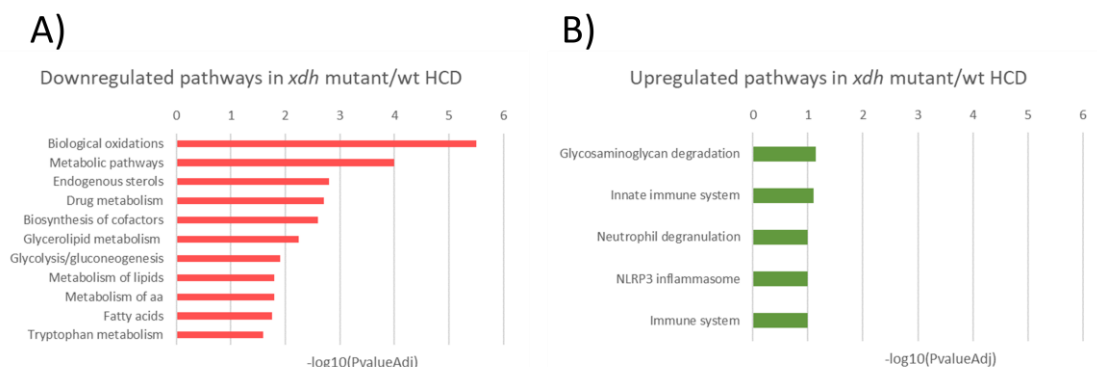 A)
Downregulated pathways in xdh mutant/wt HCD
0 1 2 3 4 5 6
Biological oxidations
Metabolic pathways
Endogenous sterols
Drug metabolism
Biosynthesis of cofactors
Glycerolipid metabolism
Glycolysis/gluconeogenesis
Metabolism of lipids
Metabolism of aa
Fatty acids
Tryptophan metabolism
-log10(PvalueAdj)
B)
Upregulated pathways in xdh mutant/wt HCD
0 1 2 3 4 5 6
Glycosaminoglycan degradation
Innate immune system
Neutrophil degranulation
NLRP3 inflammasome
Immune system
-log10(PvalueAdj)